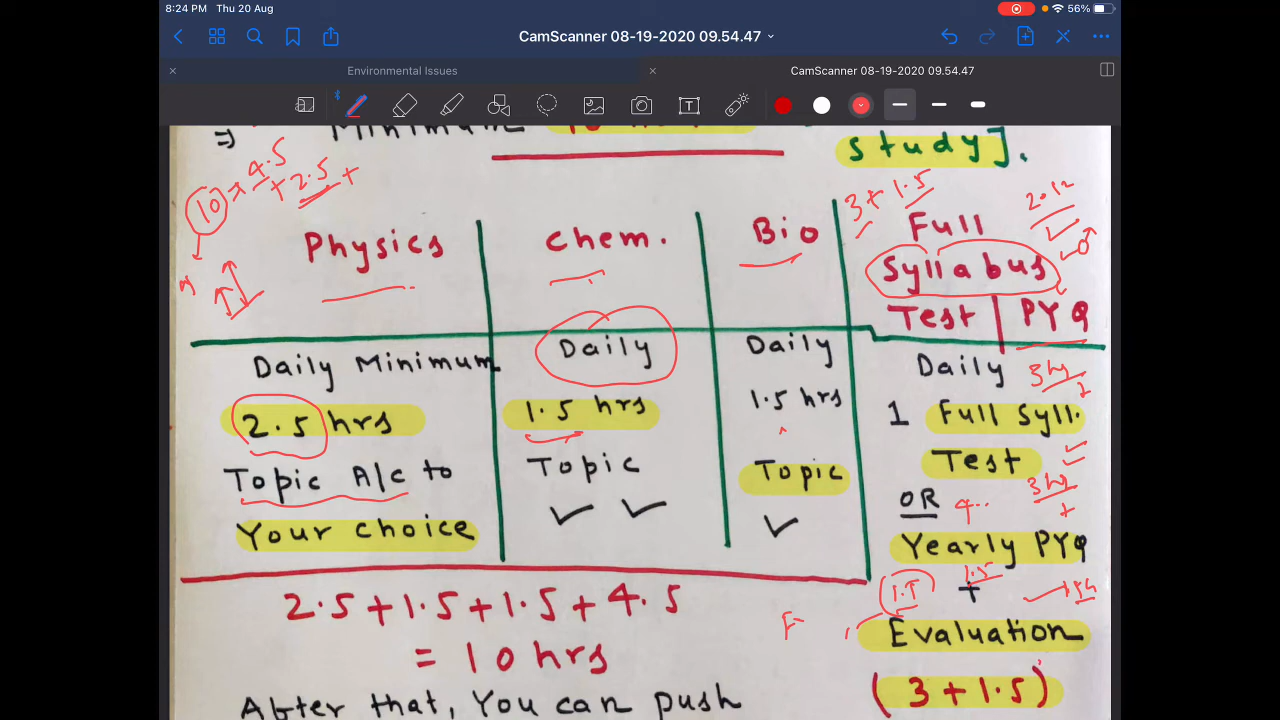 8:24 PM Thu 20 Aug
56%
CamScanner 08-19-2020 09.54.47
Environmental Issues
CamScanner 08-19-2020 09.54.47
⇒ Minimum
study].
10 × 4.5
+ 2.5 +
3 + 1.5
2012
Physics
Chem.
Bio
Full
Syllabus
Test | PYQ
Daily Minimum
2.5 hrs
Topic A/c to
Your choice
Daily
1.5 hrs
Topic
✓ ✓
Daily
1.5 hrs
Topic
✓
Daily
1 Full Syll.
Test
OR
Yearly PYQ
+
1.5
Evaluation
(3 + 1.5)
2.5 + 1.5 + 1.5 + 4.5
= 10 hrs
After that, You can push